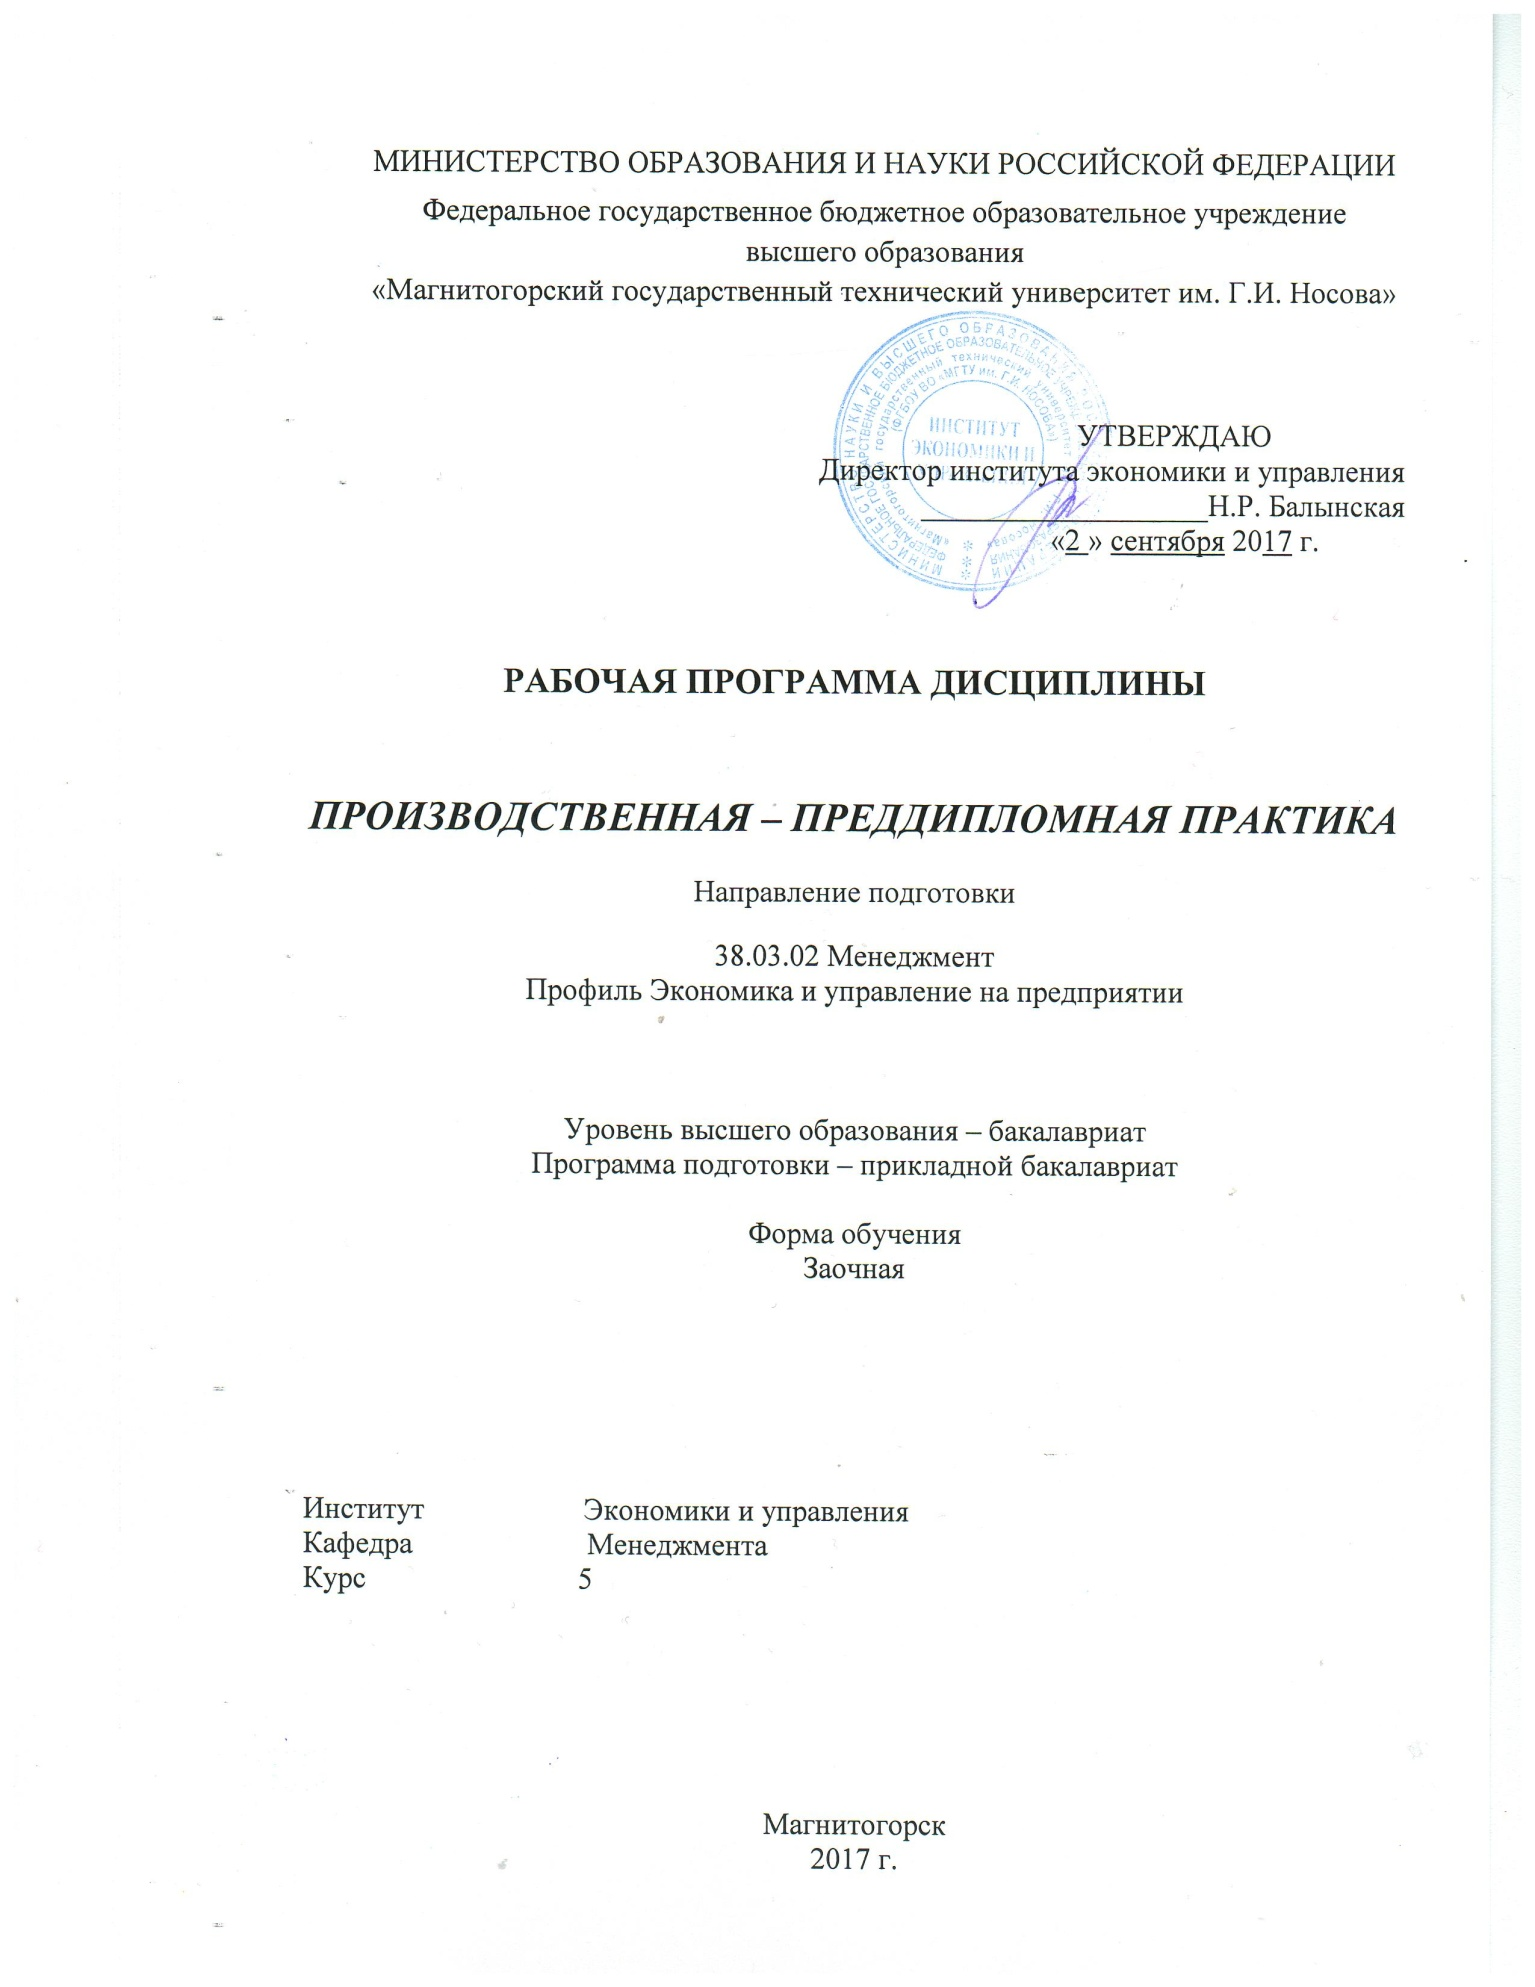 МИНИСТЕРСТВО ОБРАЗОВАНИЯ И НАУКИ РОССИЙСКОЙ ФЕДЕРАЦИИ
Федеральное государственное бюджетное образовательное учреждение
высшего образования
«Магнитогорский государственный технический университет им. Г.И. Носова»
ИНСТИТУТ
ЭКОНОМИКИ И
УТВЕРЖДАЮ
Директор института экономики и управления
Н.Р. Балынская
«2 » сентября 2017 г.
РАБОЧАЯ ПРОГРАММА ДИСЦИПЛИНЫ
ПРОИЗВОДСТВЕННАЯ – ПРЕДДИПЛОМНАЯ ПРАКТИКА
Направление подготовки
38.03.02 Менеджмент
Профиль Экономика и управление на предприятии
Уровень высшего образования – бакалавриат
Программа подготовки – прикладной бакалавриат
Форма обучения
Заочная
Институт Экономики и управления
Кафедра Менеджмента
Курс 5
Магнитогорск
2017 г.